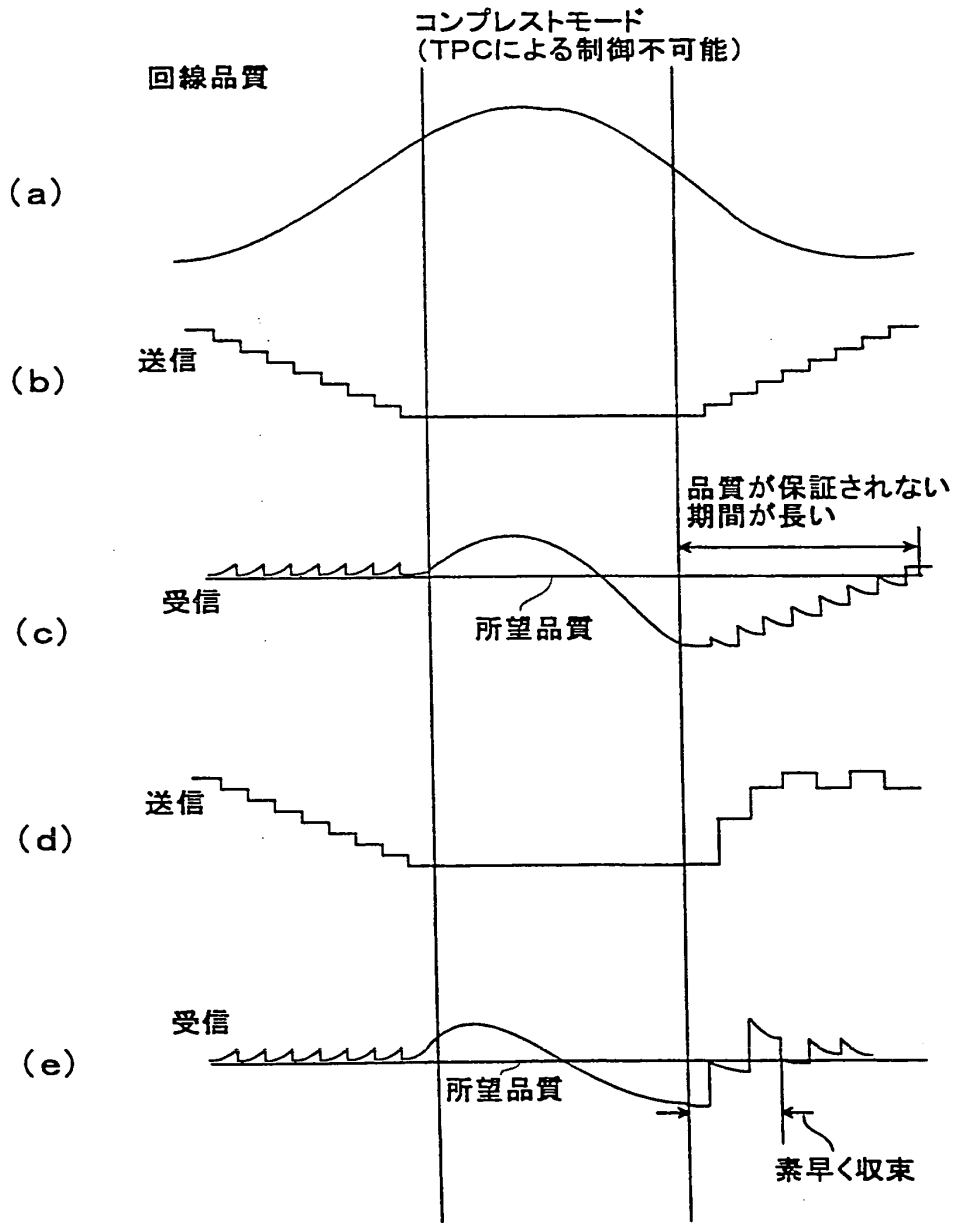 コンプレストモード
(TPCによる制御不可能)
回線品質
(a)
送信
(b)
品質が保証されない
期間が長い
受信
所望品質
(c)
送信
(d)
受信
(e)
所望品質
素早く収束